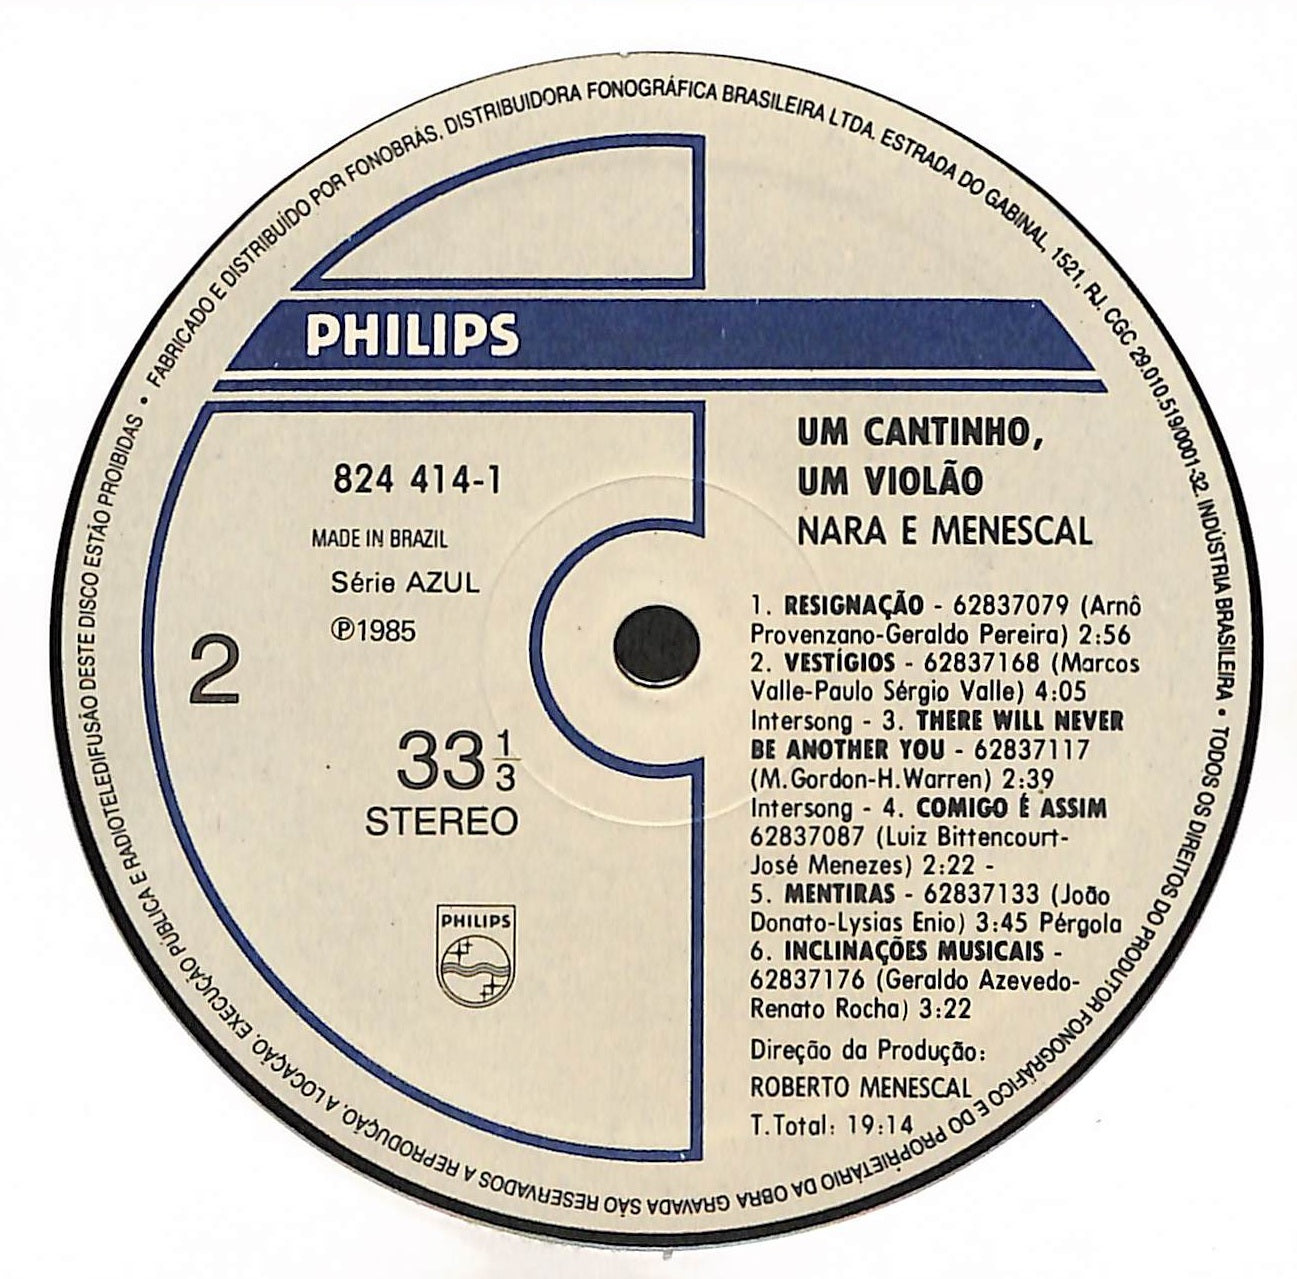 FABRICADO E DISTRIBUÍDO POR FONOBRÁS. DISTRIBUIDORA FONOGRÁFICA BRASILEIRA LTDA. ESTRADA DO GABINAL, 1521, RJ. CGC 29.010.519/0001-32. INDÚSTRIA BRASILEIRA • TODOS OS DIREITOS DO PRODUTOR FONOGRÁFICO E DO PROPRIETÁRIO DA OBRA GRAVADA SÃO RESERVADOS A REPRODUÇÃO. A LOCAÇÃO. EXECUÇÃO PÚBLICA E RADIOTELEDIFUSÃO DESTE DISCO ESTÃO PROIBIDAS •
PHILIPS
824 414-1
MADE IN BRAZIL
Série AZUL
℗1985
2
33 1/3
STEREO
PHILIPS
UM CANTINHO,
UM VIOLÃO
NARA E MENESCAL
1. RESIGNAÇÃO - 62837079 (Arnô
Provenzano-Geraldo Pereira) 2:56
2. VESTÍGIOS - 62837168 (Marcos
Valle-Paulo Sérgio Valle) 4:05
Intersong - 3. THERE WILL NEVER
BE ANOTHER YOU - 62837117
(M.Gordon-H.Warren) 2:39
Intersong - 4. COMIGO É ASSIM
62837087 (Luiz Bittencourt-
José Menezes) 2:22 -
5. MENTIRAS - 62837133 (João
Donato-Lysias Enio) 3:45 Pérgola
6. INCLINAÇÕES MUSICAIS -
62837176 (Geraldo Azevedo-
Renato Rocha) 3:22
Direção da Produção:
ROBERTO MENESCAL
T.Total: 19:14